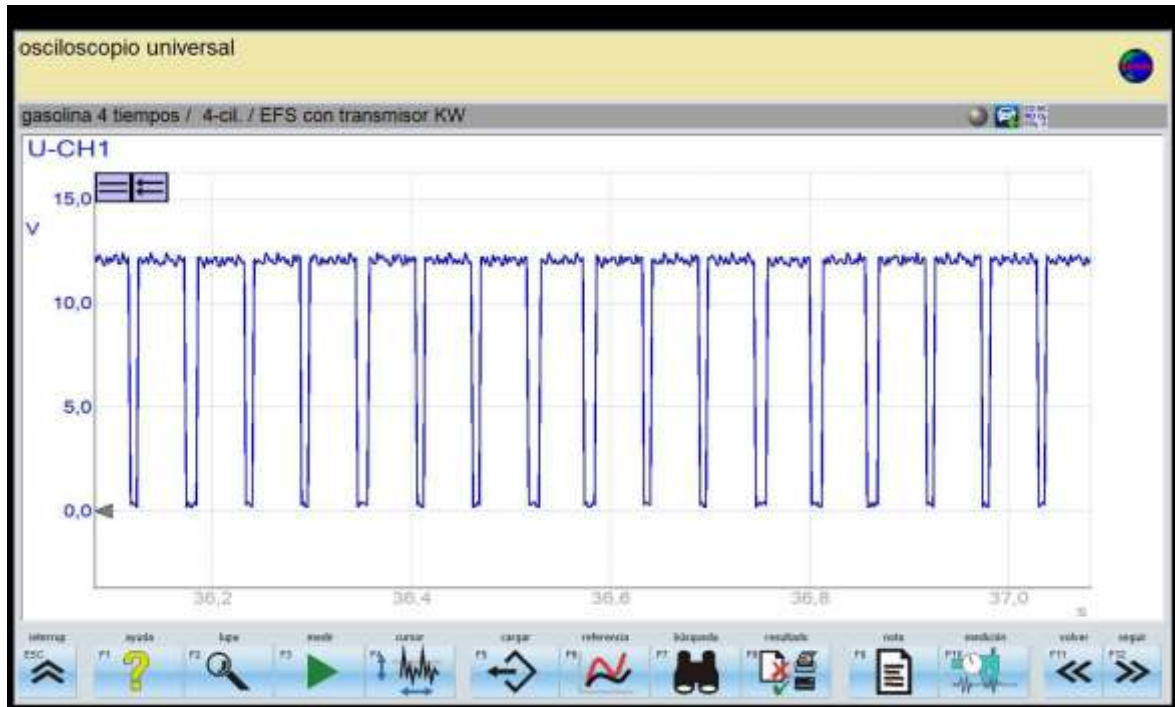 osciloscopio universal
gasolina 4 tiempos / 4-cil. / EFS con transmisor KW
U-CH1
15,0
V
10,0
5,0
0,0
36,2 36,4 36,6 36,8 37,0
s
interrup ayuda lupa medir cursor cargar referencia búsqueda resultado nota medición volver seguir
ESC F1 F2 F3 F4 F5 F6 F7 F8 F9 F10 F11 F12